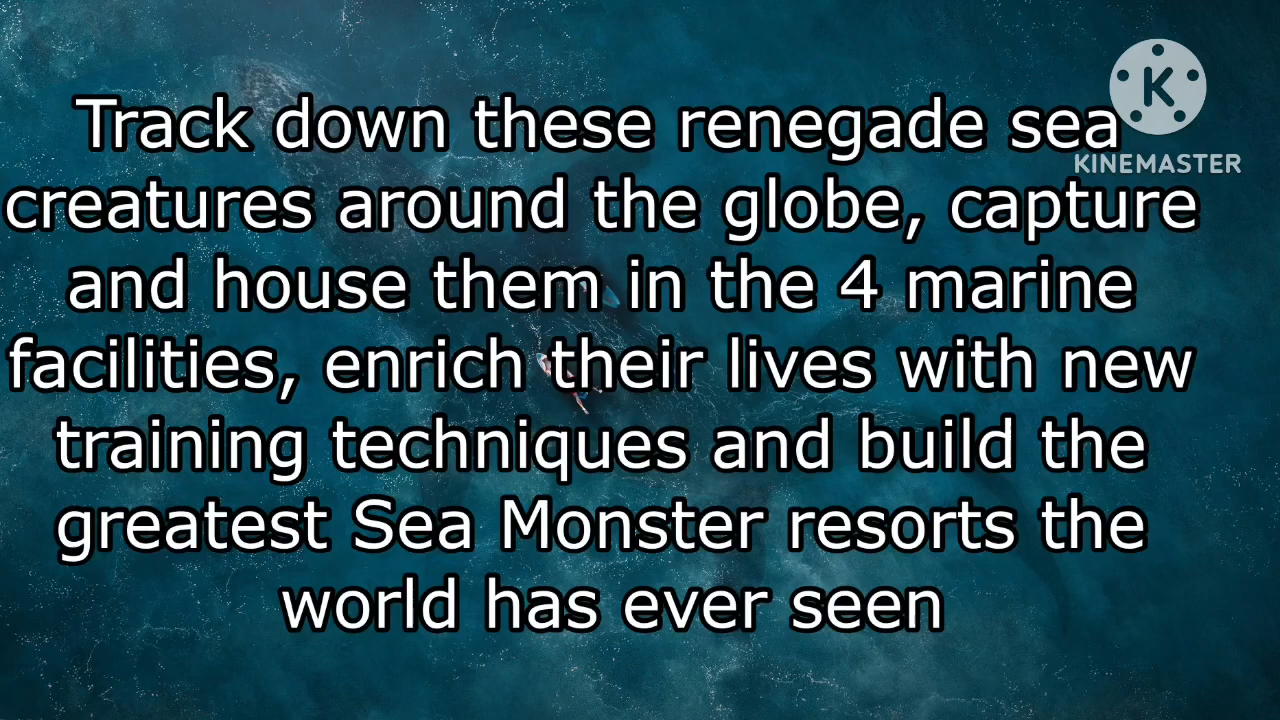 Track down these renegade sea
creatures around the globe, capture
and house them in the 4 marine
facilities, enrich their lives with new
training techniques and build the
greatest Sea Monster resorts the
world has ever seen
K
KINEMASTER